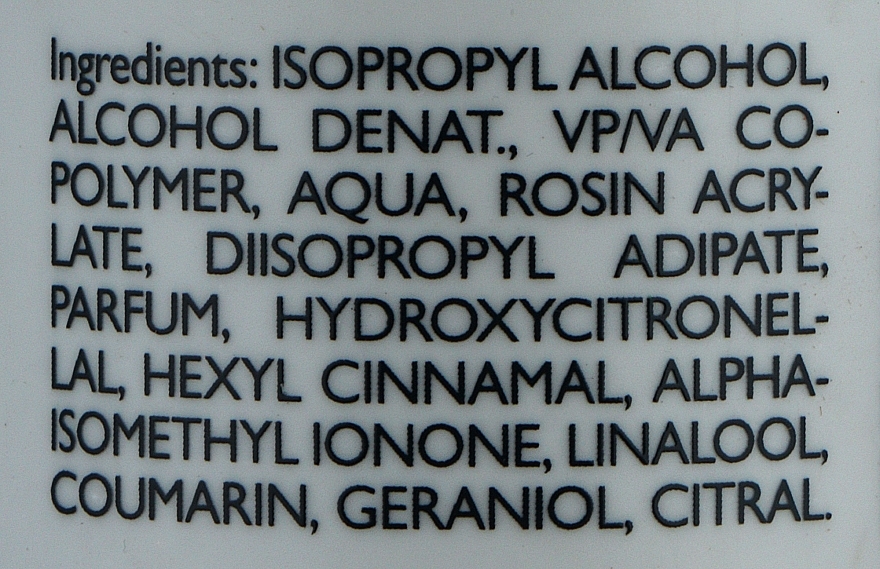 Ingredients: ISOPROPYL ALCOHOL,
ALCOHOL DENAT., VP/VA CO-
POLYMER, AQUA, ROSIN ACRY-
LATE, DIISOPROPYL ADIPATE,
PARFUM, HYDROXYCITRONEL-
LAL, HEXYL CINNAMAL, ALPHA-
ISOMETHYL IONONE, LINALOOL,
COUMARIN, GERANIOL, CITRAL.